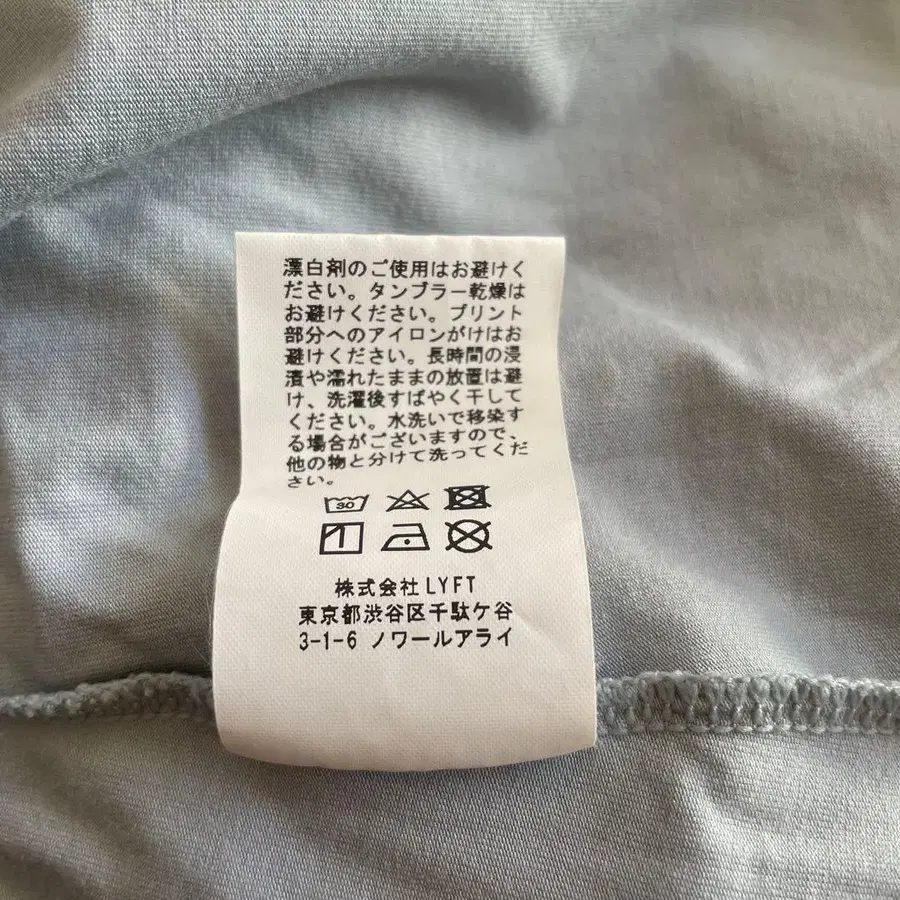 漂白剤のご使用はお避けく
ださい。タンブラー乾燥は
お避けください。プリント
部分へのアイロンがけはお
避けください。長時間の浸
漬や濡れたままの放置は避
け、洗濯後すばやく干して
ください。水洗いで移染す
る場合がございますので、
他の物と分けて洗ってくだ
さい。
30
株式会社LYFT
東京都渋谷区千駄ケ谷
3-1-6 ノワールアライ